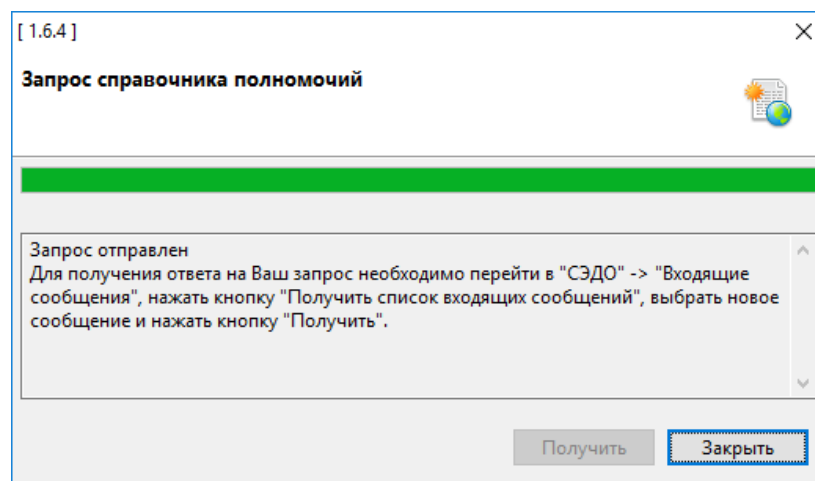 [ 1.6.4 ]
Запрос справочника полномочий
Запрос отправлен
Для получения ответа на Ваш запрос необходимо перейти в "СЭДО" -> "Входящие
сообщения", нажать кнопку "Получить список входящих сообщений", выбрать новое
сообщение и нажать кнопку "Получить".
Получить
Закрыть